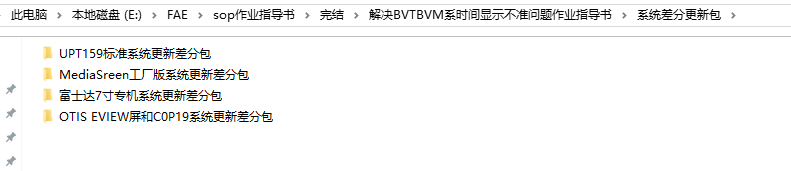 此电脑 > 本地磁盘 (E:) > FAE > sop作业指导书 > 完结 > 解决BVTBVM系时间显示不准问题作业指导书 > 系统差分更新包 >
UPT159标准系统更新差分包
MediaSreen工厂版系统更新差分包
富士达7寸专机系统更新差分包
OTIS EVIEW屏和C0P19系统更新差分包